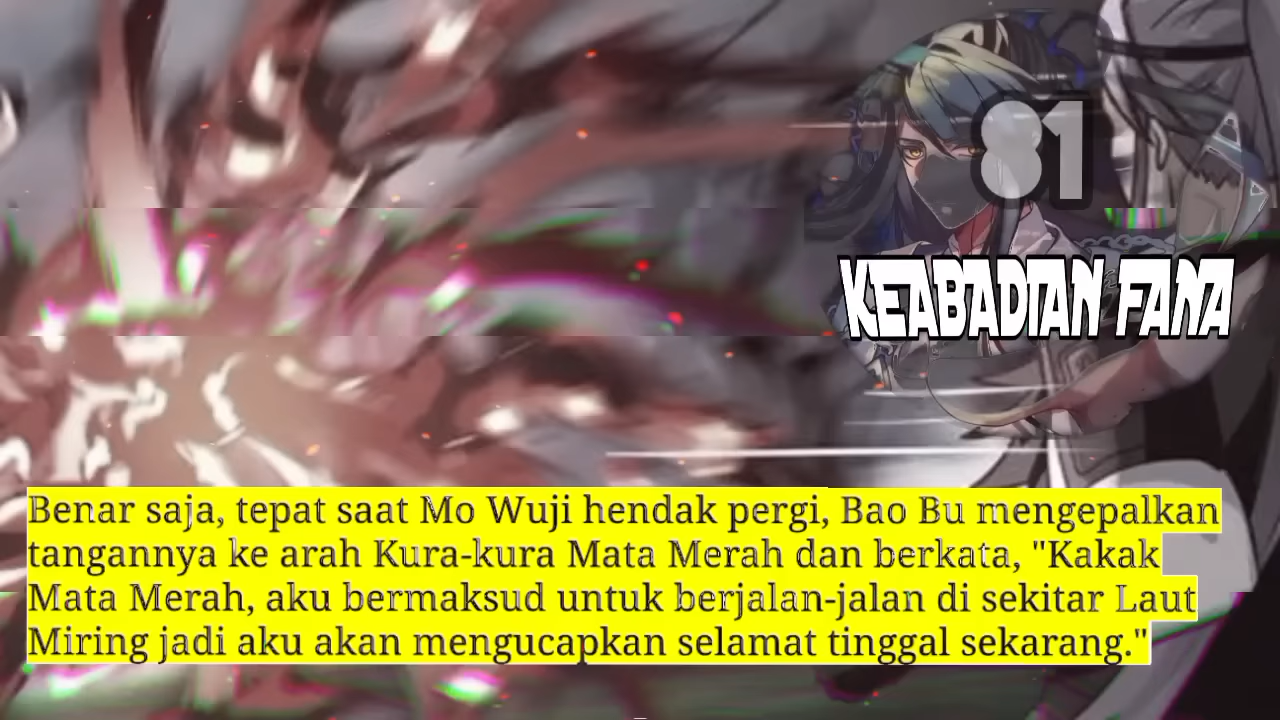 81
KEABADIAN FANA
Benar saja, tepat saat Mo Wuji hendak pergi, Bao Bu mengepalkan
tangannya ke arah Kura-kura Mata Merah dan berkata, "Kakak
Mata Merah, aku bermaksud untuk berjalan-jalan di sekitar Laut
Miring jadi aku akan mengucapkan selamat tinggal sekarang."